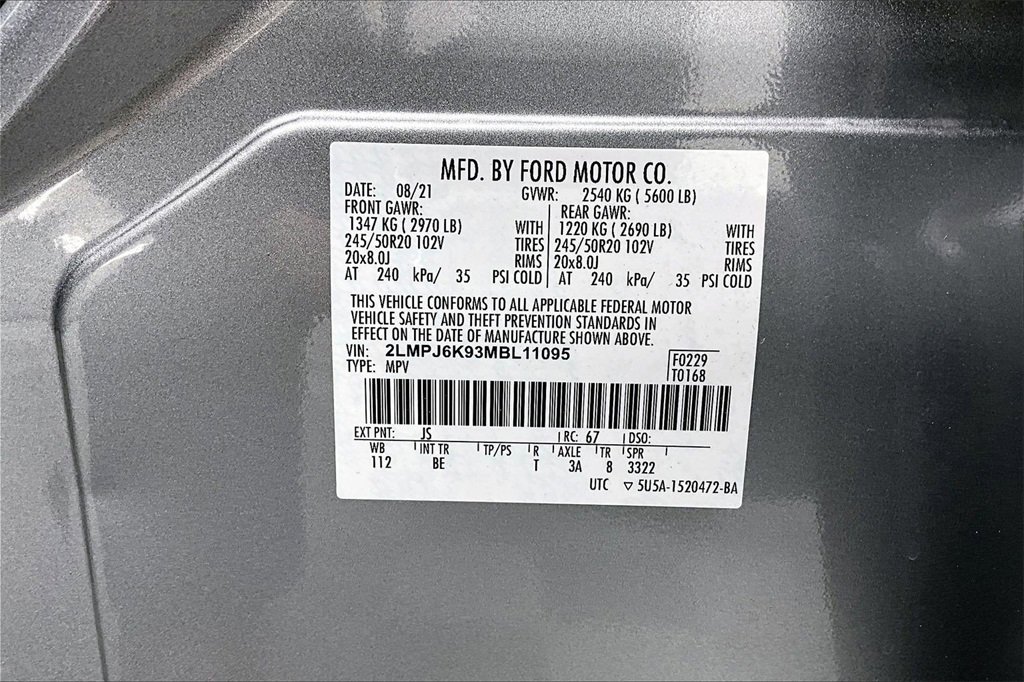 MFD. BY FORD MOTOR CO.
DATE: 08/21 GVWR: 2540 KG ( 5600 LB)
FRONT GAWR: REAR GAWR:
1347 KG ( 2970 LB) WITH 1220 KG ( 2690 LB) WITH
245/50R20 102V TIRES 245/50R20 102V TIRES
20x8.0J RIMS 20x8.0J RIMS
AT 240 kPa/ 35 PSI COLD AT 240 kPa/ 35 PSI COLD
THIS VEHICLE CONFORMS TO ALL APPLICABLE FEDERAL MOTOR
VEHICLE SAFETY AND THEFT PREVENTION STANDARDS IN
EFFECT ON THE DATE OF MANUFACTURE SHOWN ABOVE.
VIN: 2LMPJ6K93MBL11095 F0229
TYPE: MPV T0168
EXT PNT: JS RC: 67 DSO:
WB INT TR TP/PS R AXLE TR SPR
112 BE T 3A 8 3322
UTC ▽ 5U5A-1520472-BA